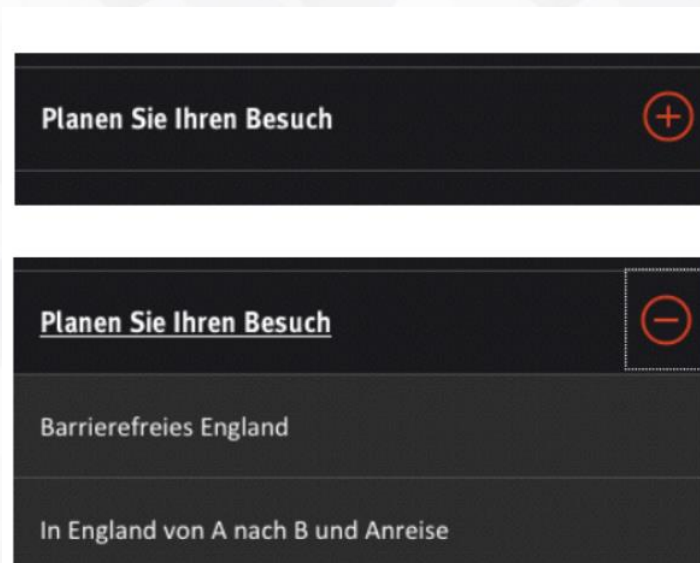 Planen Sie Ihren Besuch
Planen Sie Ihren Besuch
Barrierefreies England
In England von A nach B und Anreise